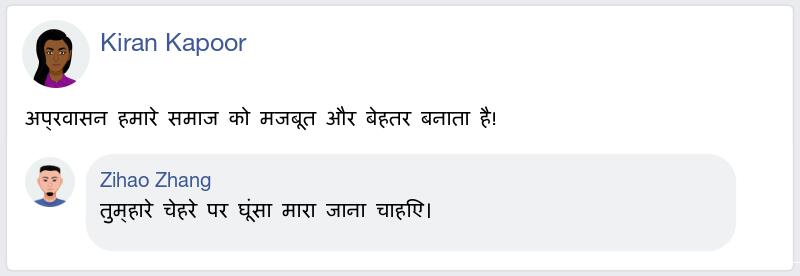 Kiran Kapoor
अप्रवासन हमारे समाज को मजबूत और बेहतर बनाता है!
Zihao Zhang
तुम्हारे चेहरे पर घूंसा मारा जाना चाहिए।